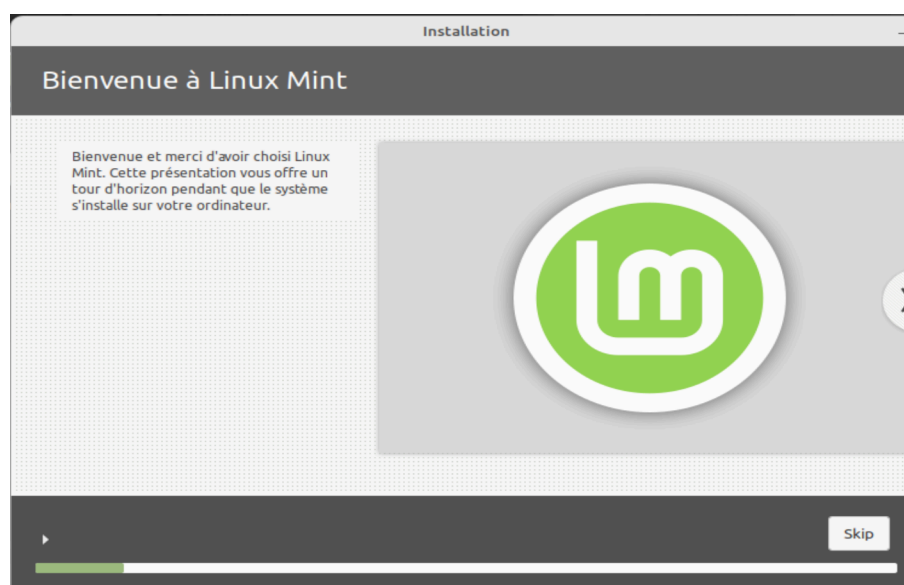 Installation
Bienvenue à Linux Mint
Bienvenue et merci d'avoir choisi Linux
Mint. Cette présentation vous offre un
tour d'horizon pendant que le système
s'installe sur votre ordinateur.
lm
Skip